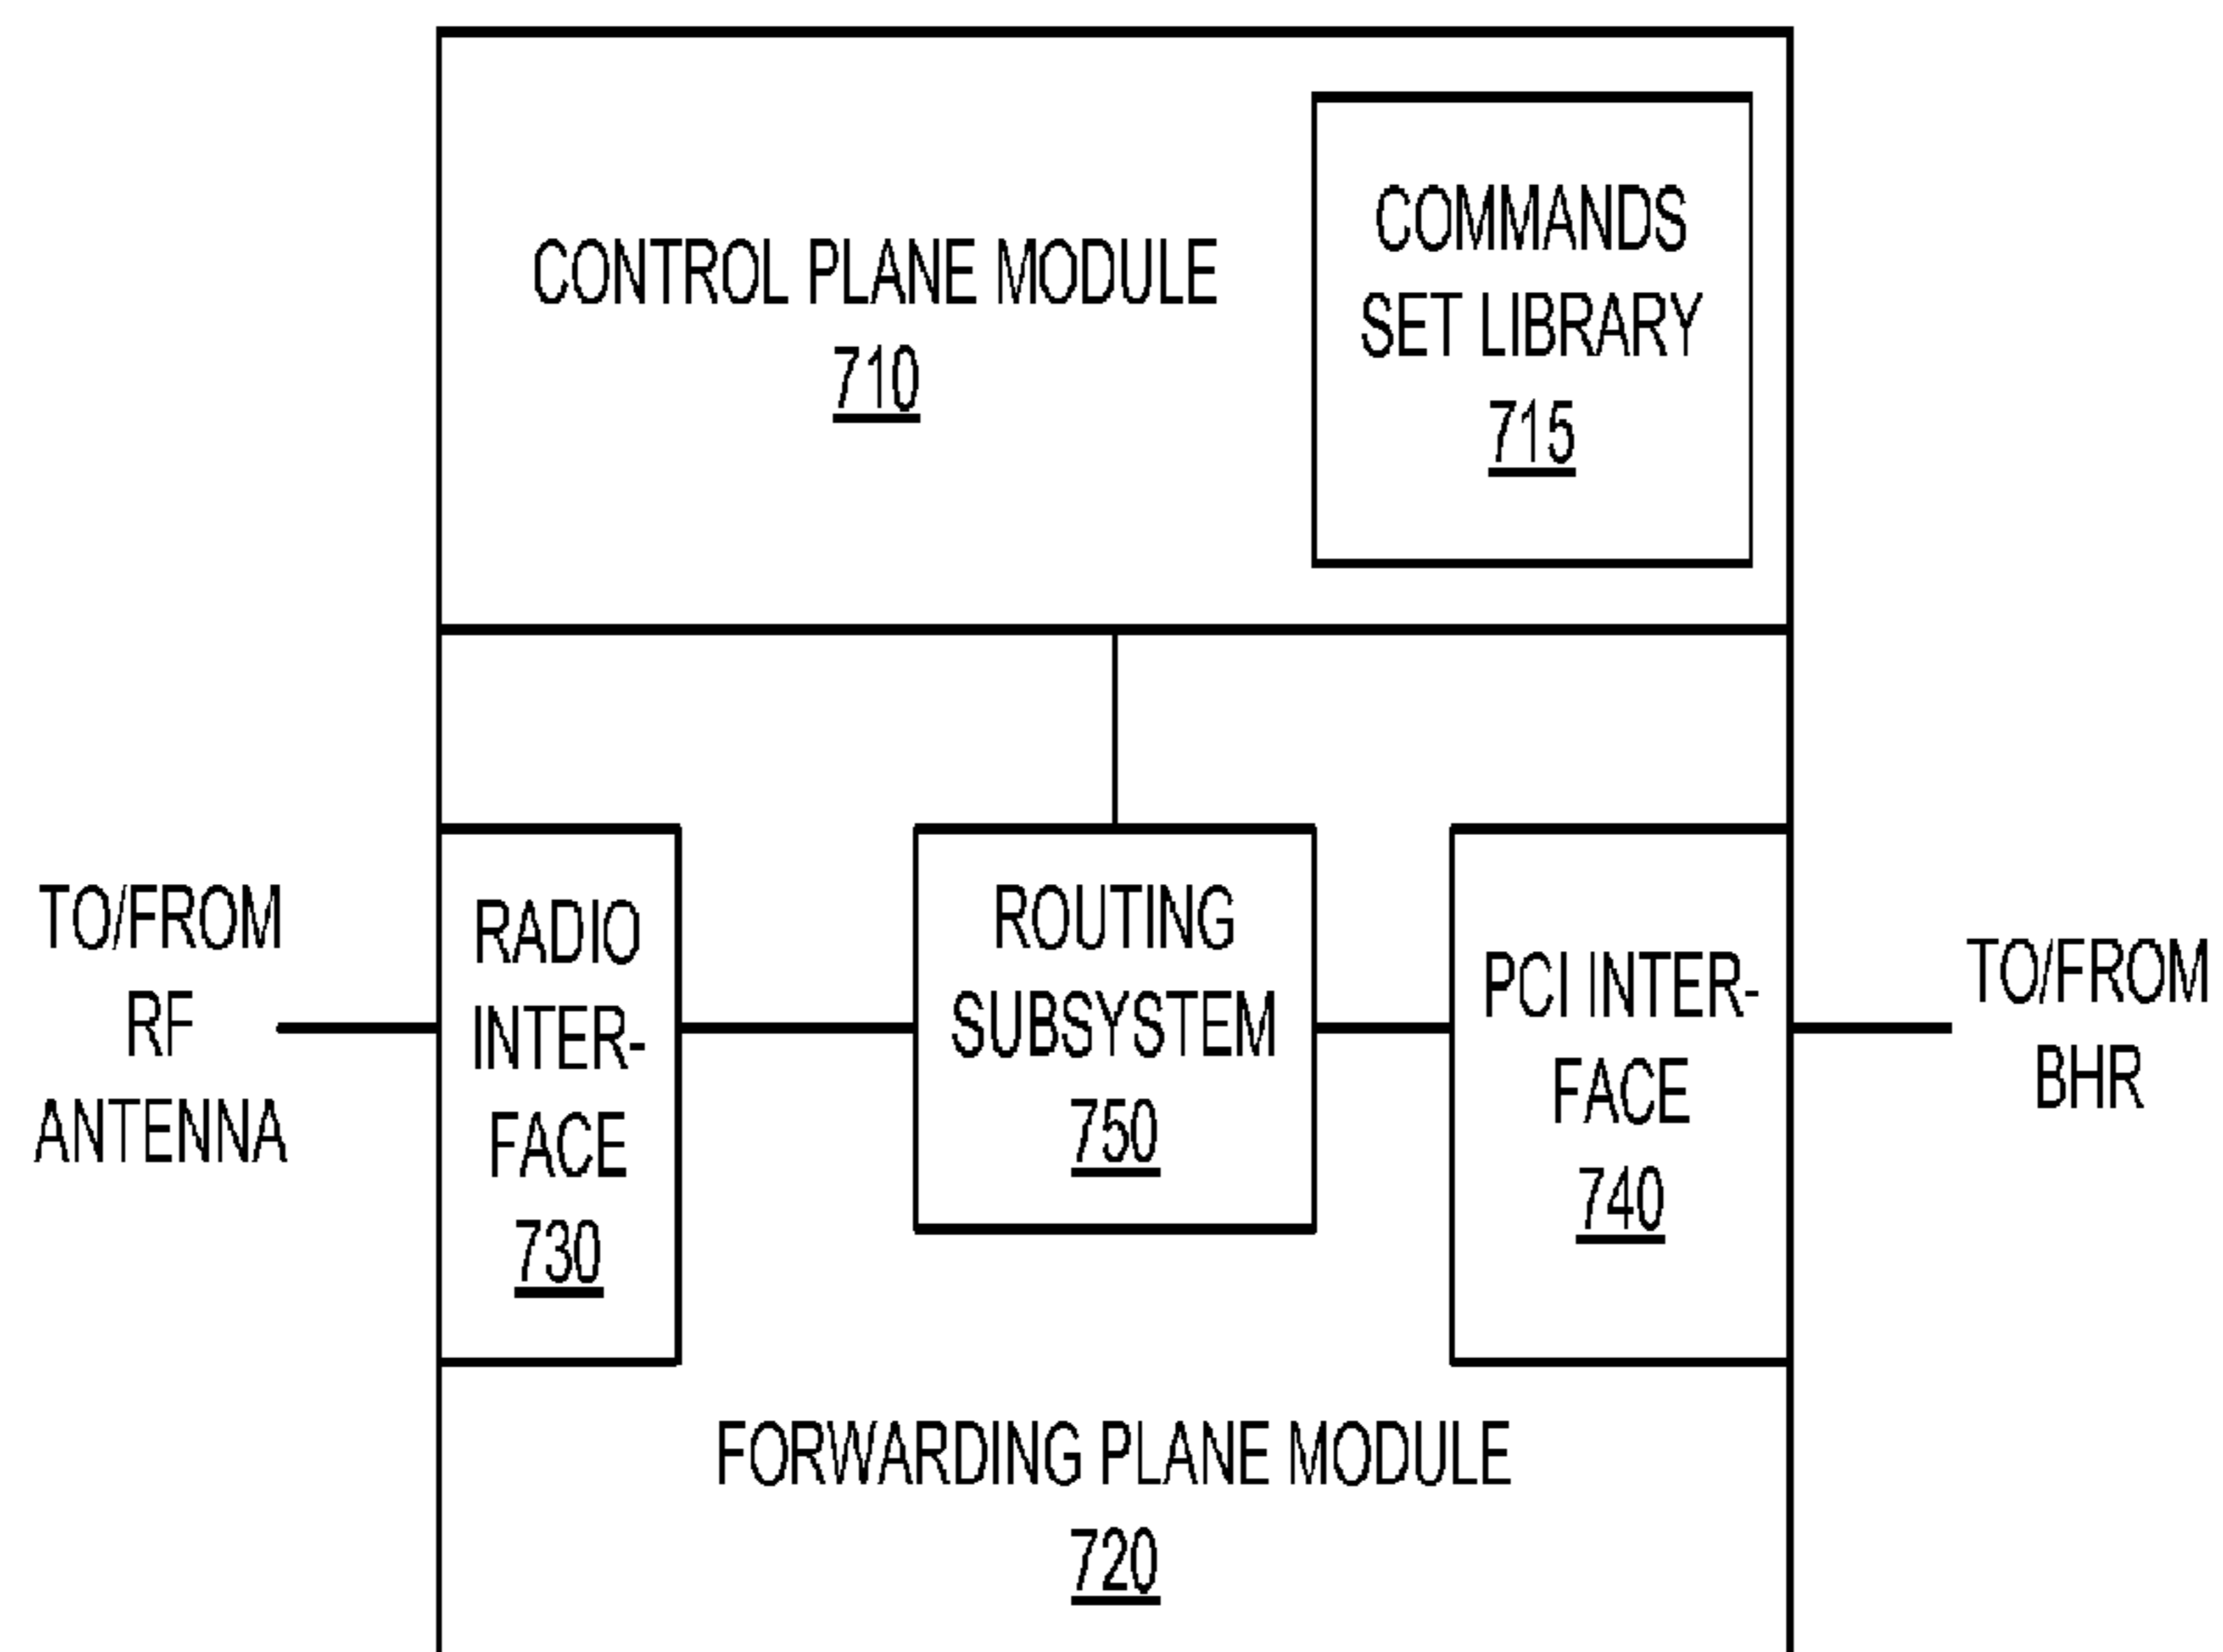 CONTROL PLANE MODULE
710
COMMANDS
SET LIBRARY
715
TO/FROM
RF
ANTENNA
RADIO
INTER-
FACE
730
ROUTING
SUBSYSTEM
750
PCI INTER-
FACE
740
TO/FROM
BHR
FORWARDING PLANE MODULE
720